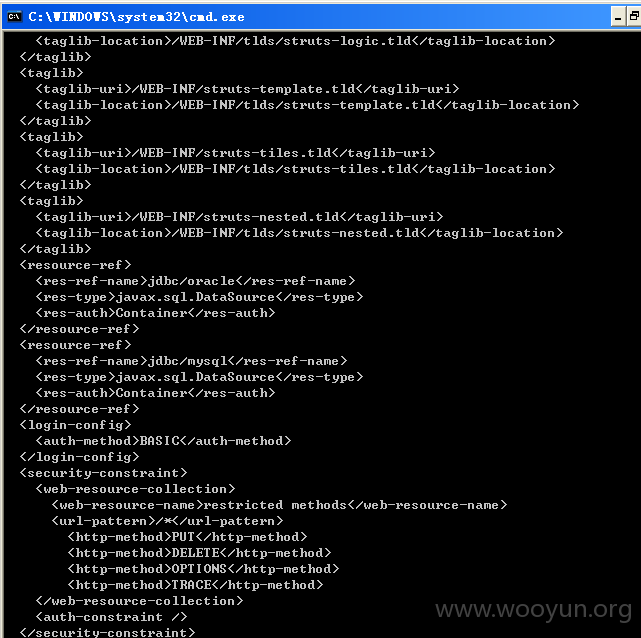 C:\WINDOWS\system32\cmd.exe
<taglib-location>/WEB-INF/tlds/struts-logic.tld</taglib-location>
</taglib>
<taglib>
<taglib-uri>/WEB-INF/struts-template.tld</taglib-uri>
<taglib-location>/WEB-INF/tlds/struts-template.tld</taglib-location>
</taglib>
<taglib>
<taglib-uri>/WEB-INF/struts-tiles.tld</taglib-uri>
<taglib-location>/WEB-INF/tlds/struts-tiles.tld</taglib-location>
</taglib>
<taglib>
<taglib-uri>/WEB-INF/struts-nested.tld</taglib-uri>
<taglib-location>/WEB-INF/tlds/struts-nested.tld</taglib-location>
</taglib>
<resource-ref>
<res-ref-name>jdbc/oracle</res-ref-name>
<res-type>javax.sql.DataSource</res-type>
<res-auth>Container</res-auth>
</resource-ref>
<resource-ref>
<res-ref-name>jdbc/mysql</res-ref-name>
<res-type>javax.sql.DataSource</res-type>
<res-auth>Container</res-auth>
</resource-ref>
<login-config>
<auth-method>BASIC</auth-method>
</login-config>
<security-constraint>
<web-resource-collection>
<web-resource-name>restricted methods</web-resource-name>
<url-pattern>/*</url-pattern>
<http-method>PUT</http-method>
<http-method>DELETE</http-method>
<http-method>OPTIONS</http-method>
<http-method>TRACE</http-method>
</web-resource-collection>
<auth-constraint />
</security-constraint>
www.wooyun.org